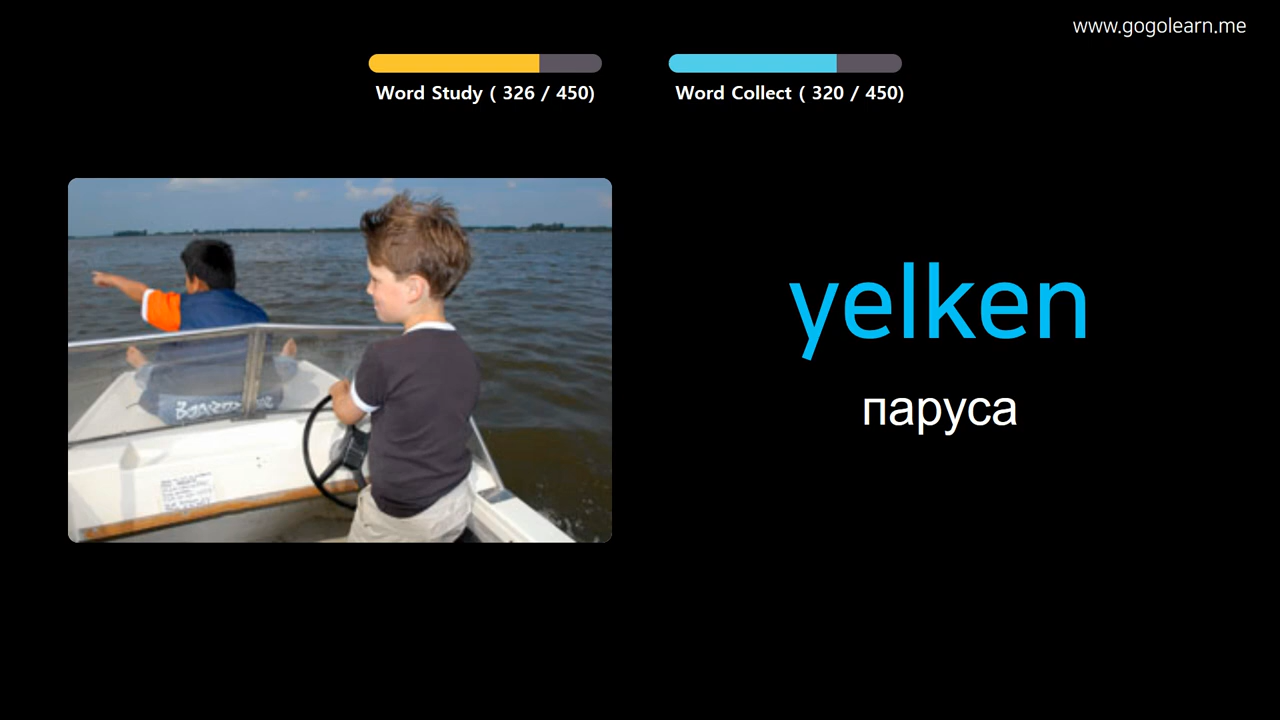 www.gogolearn.me
Word Study ( 326 / 450)
Word Collect ( 320 / 450)
yelken
паруса